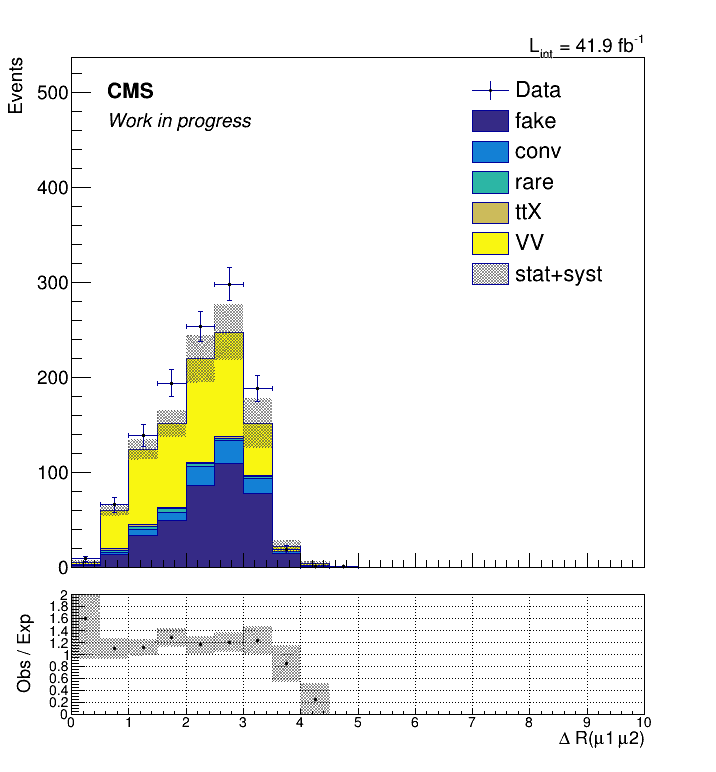 L_int = 41.9 fb^-1
Events
CMS
Work in progress
Data
fake
conv
rare
ttX
VV
stat+syst
500
400
300
200
100
0
Obs / Exp
2
1.8
1.6
1.4
1.2
1
0.8
0.6
0.4
0.2
0
0 1 2 3 4 5 6 7 8 9 10
Δ R(μ1 μ2)